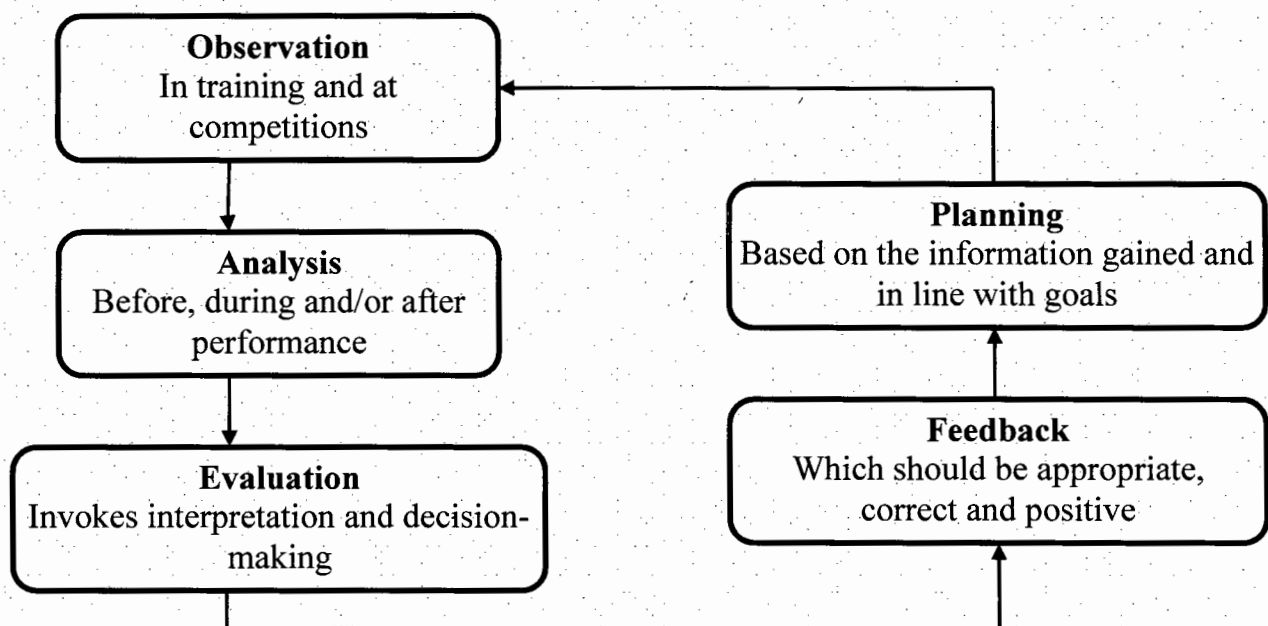 Observation
In training and at
competitions
Analysis
Before, during and/or after
performance
Evaluation
Invokes interpretation and decision-
making
Planning
Based on the information gained and
in line with goals
Feedback
Which should be appropriate,
correct and positive